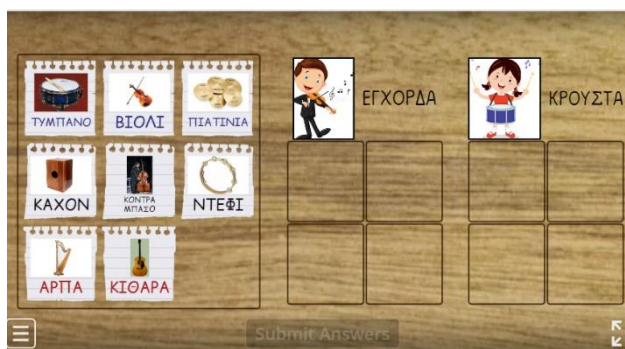 ΤΥΜΠΑΝΟ
ΒΙΟΛΙ
ΠΙΑΤΙΝΙΑ
ΕΓΧΟΡΔΑ
ΚΡΟΥΣΤΑ
ΚΑΧΟΝ
ΚΟΝΤΡΑ
ΜΠΑΣΟ
ΝΤΕΦΙ
ΑΡΠΑ
ΚΙΘΑΡΑ
Submit Answers